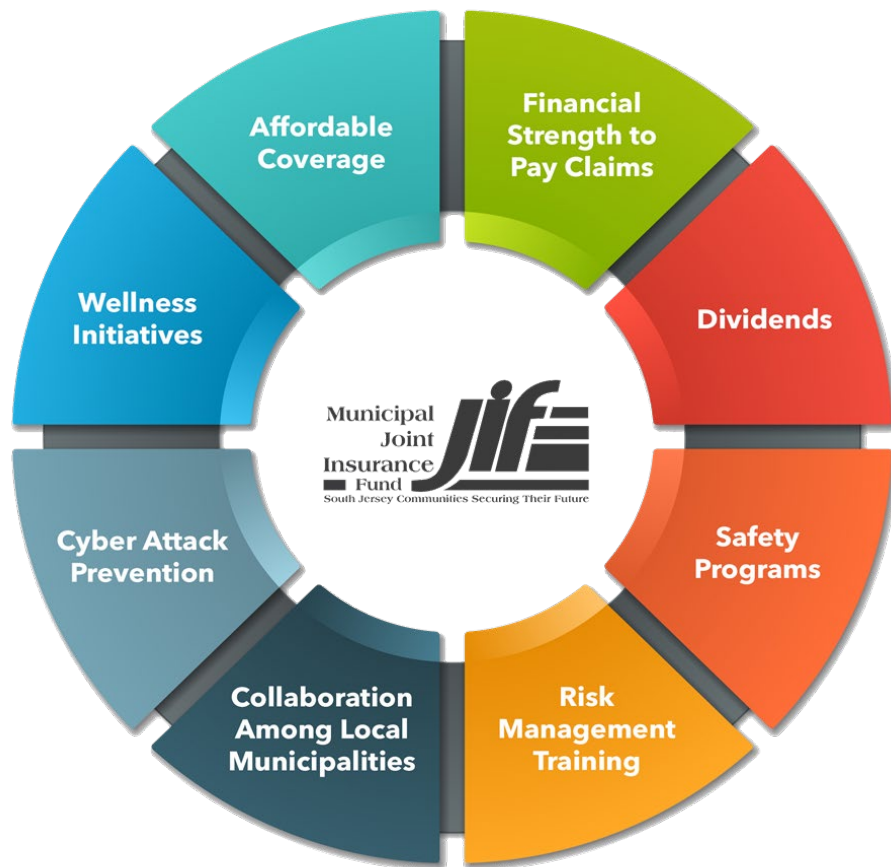 Affordable
Coverage
Financial
Strength to
Pay Claims
Dividends
Safety
Programs
Risk
Management
Training
Collaboration
Among Local
Municipalities
Cyber Attack
Prevention
Wellness
Initiatives
Municipal
Joint
Insurance
Fund
JIF
South Jersey Communities Securing Their Future